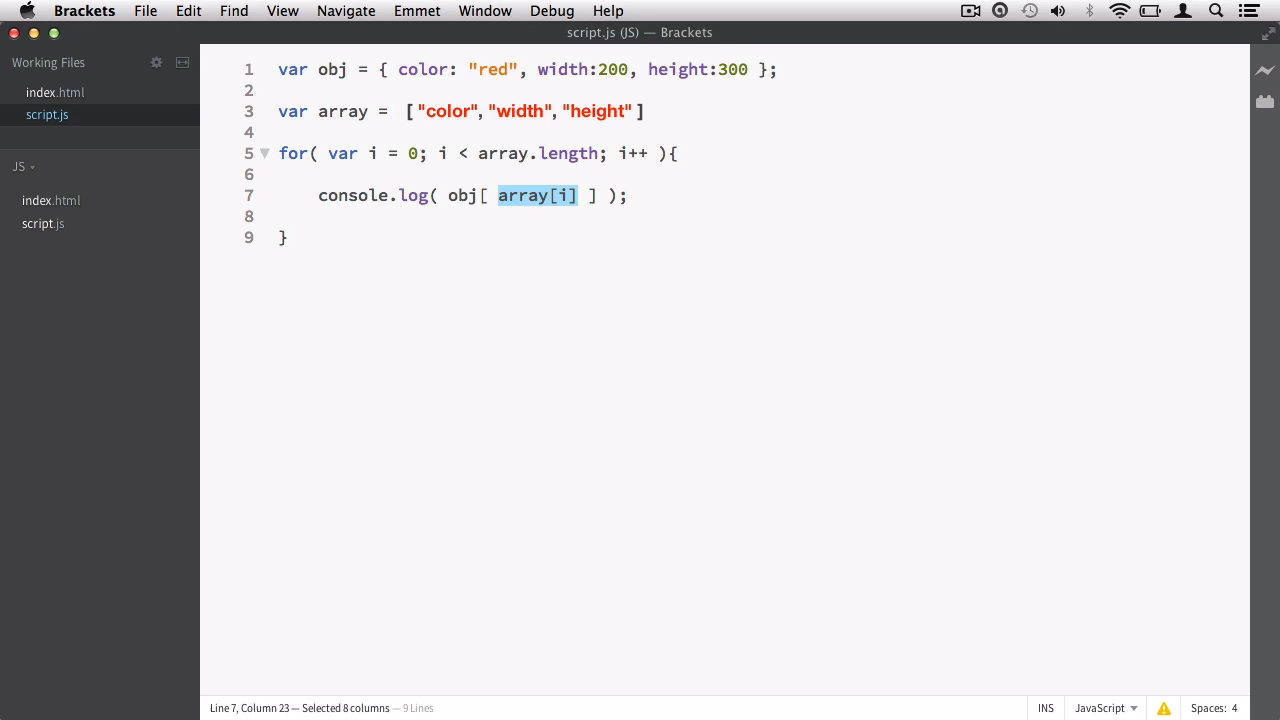 Brackets File Edit Find View Navigate Emmet Window Debug Help
script.js (JS) — Brackets
Working Files
index.html
script.js
JS
index.html
script.js
1 var obj = { color: "red", width:200, height:300 };
2
3 var array = ["color", "width", "height"]
4
5 for( var i = 0; i < array.length; i++ ){
6
7 console.log( obj[ array[i] ] );
8
9 }
Line 7, Column 23 — Selected 8 columns — 9 Lines INS JavaScript Spaces: 4